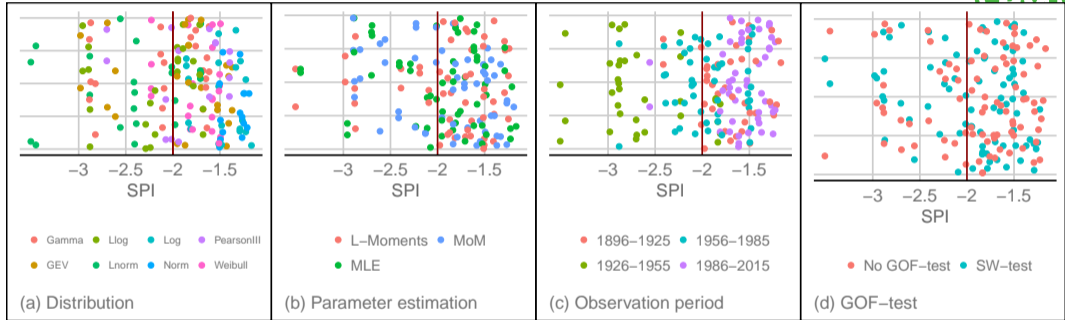 −3 −2.5 −2 −1.5
SPI
Gamma Llog Log PearsonIII
GEV Lnorm Norm Weibull
(a) Distribution
−3 −2.5 −2 −1.5
SPI
L−Moments MoM
MLE
(b) Parameter estimation
−3 −2.5 −2 −1.5
SPI
1896−1925 1956−1985
1926−1955 1986−2015
(c) Observation period
−3 −2.5 −2 −1.5
SPI
No GOF−test SW−test
(d) GOF−test